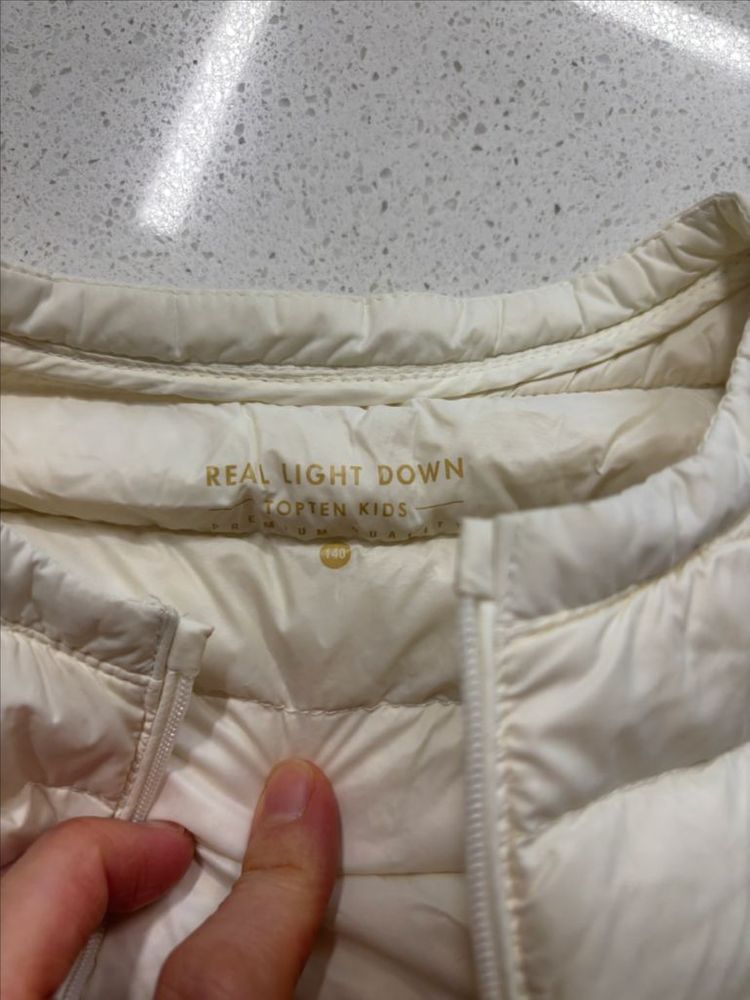 REAL LIGHT DOWN
TOPTEN KIDS
PREMIUM QUALITY
140